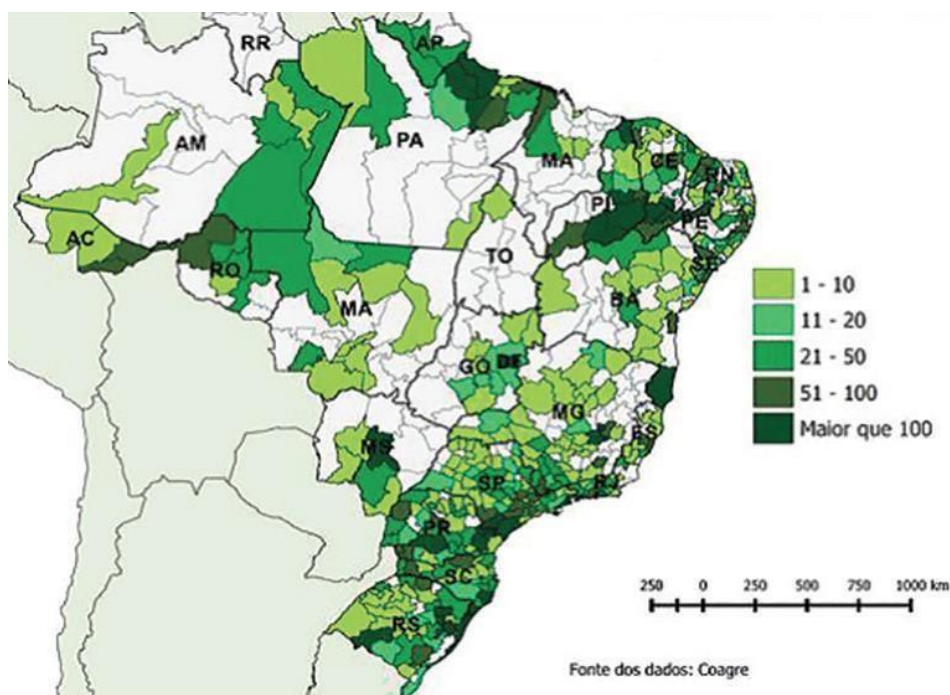 RR
AP
AM
PA
MA
CE
RN
PI
PE
AC
RO
TO
SE
BA
MA
GO
DF
MG
ES
MS
SP
RJ
PR
SC
RS
1 - 10
11 - 20
21 - 50
51 - 100
Maior que 100
250 0 250 500 750 1000 km
Fonte dos dados: Coagre